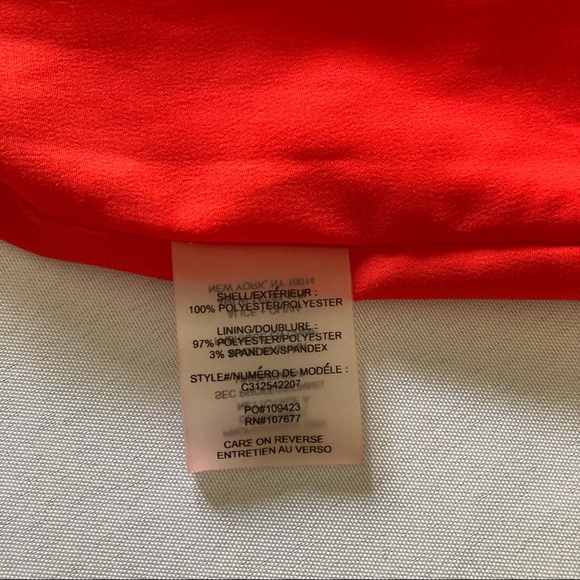 SHELL/EXTÉRIEUR :
100% POLYESTER/POLYESTER
LINING/DOUBLURE :
97% POLYESTER/POLYESTER
3% SPANDEX/SPANDEX
STYLE#/NUMÉRO DE MODÉLE :
C312542207
PO#109423
RN#107677
CARE ON REVERSE
ENTRETIEN AU VERSO